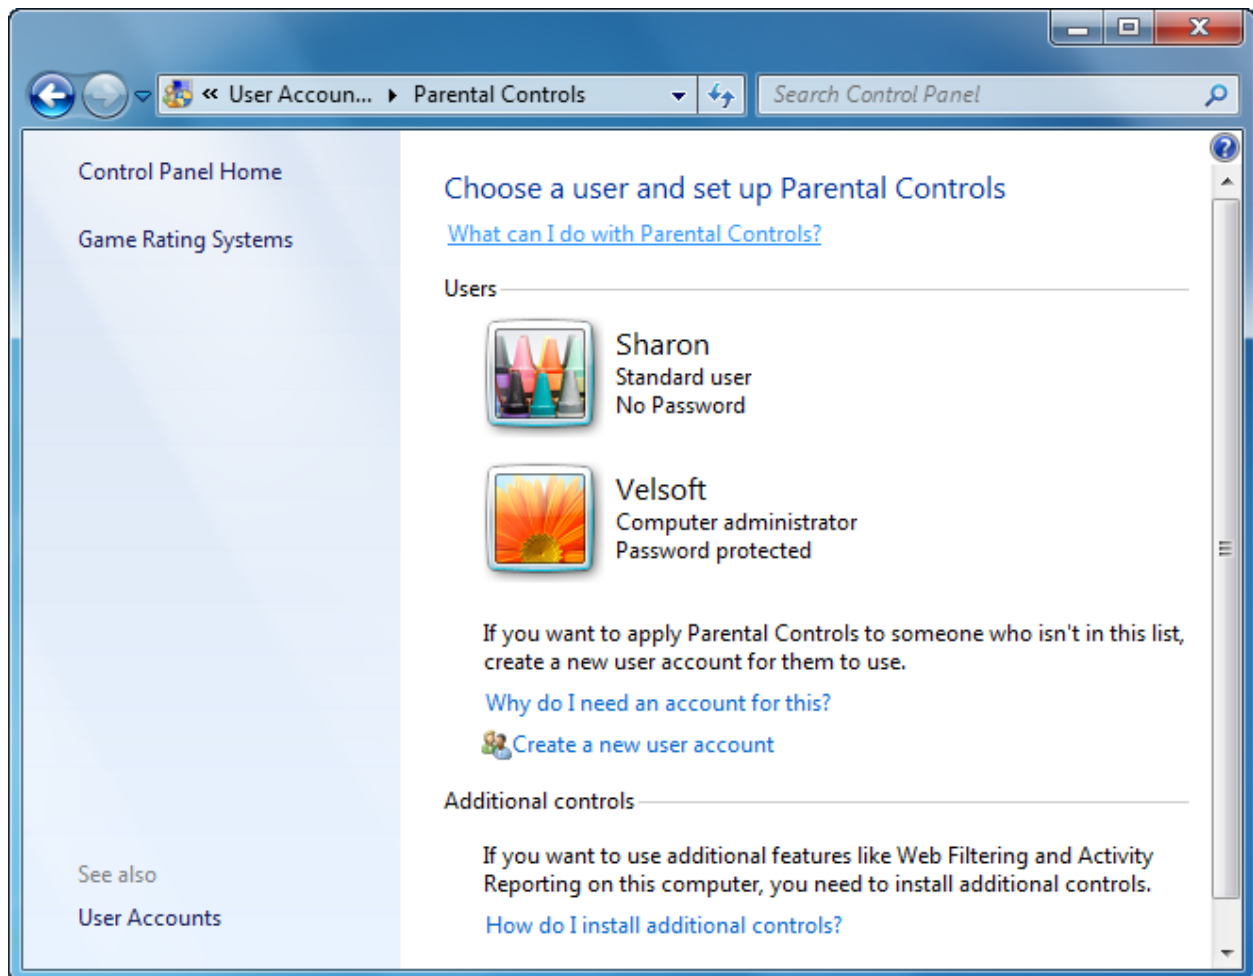 « User Accoun... ▸ Parental Controls
Search Control Panel
Control Panel Home
Game Rating Systems
Choose a user and set up Parental Controls
What can I do with Parental Controls?
Users
Sharon
Standard user
No Password
Velsoft
Computer administrator
Password protected
If you want to apply Parental Controls to someone who isn't in this list,
create a new user account for them to use.
Why do I need an account for this?
Create a new user account
Additional controls
If you want to use additional features like Web Filtering and Activity
Reporting on this computer, you need to install additional controls.
How do I install additional controls?
See also
User Accounts